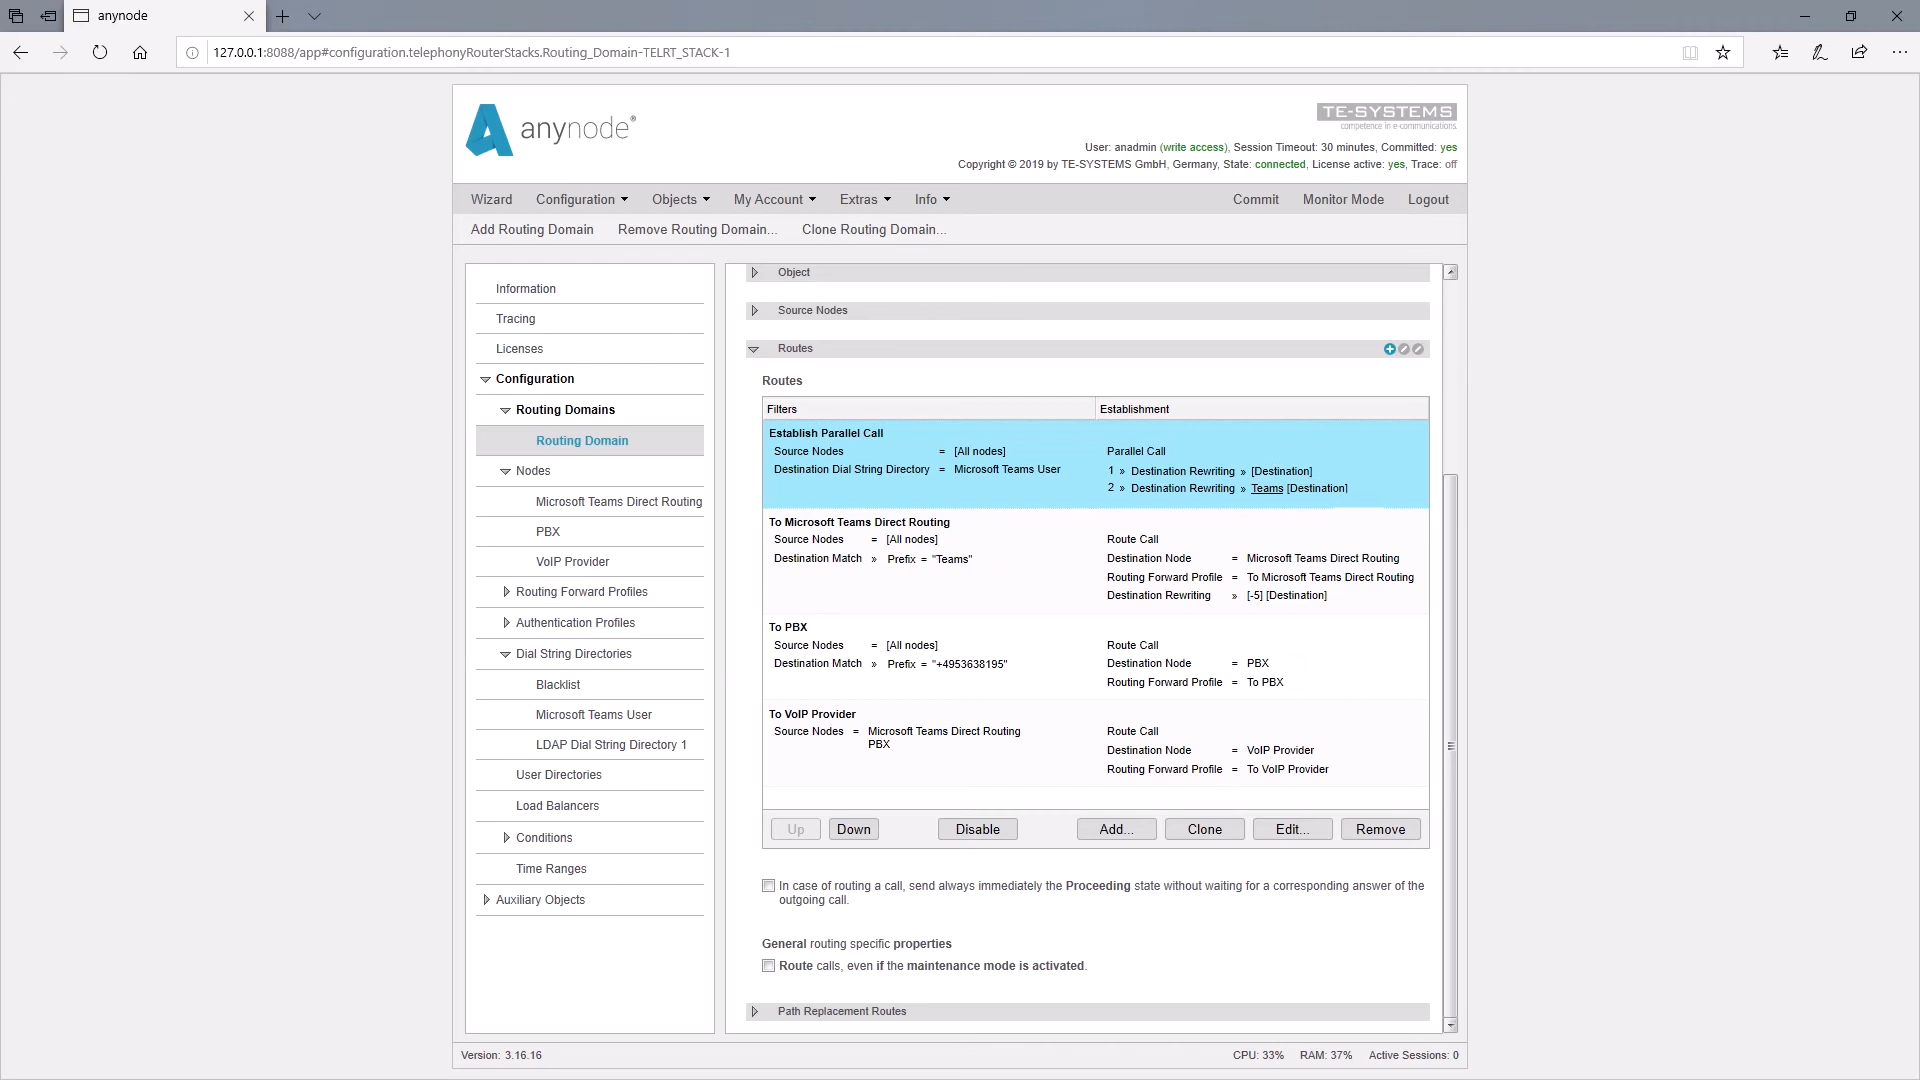 anynode
127.0.0.1:8088/app#configuration.telephonyRouterStacks.Routing_Domain-TELRT_STACK-1
anynode®
TE-SYSTEMS
competence in e-communications.
User: anadmin (write access), Session Timeout: 30 minutes, Committed: yes
Copyright © 2019 by TE-SYSTEMS GmbH, Germany, State: connected, License active: yes, Trace: off
Wizard Configuration Objects My Account Extras Info Commit Monitor Mode Logout
Add Routing Domain Remove Routing Domain... Clone Routing Domain...
Information
Tracing
Licenses
Configuration
Routing Domains
Routing Domain
Nodes
Microsoft Teams Direct Routing
PBX
VoIP Provider
Routing Forward Profiles
Authentication Profiles
Dial String Directories
Blacklist
Microsoft Teams User
LDAP Dial String Directory 1
User Directories
Load Balancers
Conditions
Time Ranges
Auxiliary Objects
Object
Source Nodes
Routes
Routes
Filters Establishment
Establish Parallel Call
Source Nodes = [All nodes] Parallel Call
Destination Dial String Directory = Microsoft Teams User 1 » Destination Rewriting » [Destination]
2 » Destination Rewriting » Teams [Destination]
To Microsoft Teams Direct Routing
Source Nodes = [All nodes] Route Call
Destination Match » Prefix = "Teams" Destination Node = Microsoft Teams Direct Routing
Routing Forward Profile = To Microsoft Teams Direct Routing
Destination Rewriting » [-5] [Destination]
To PBX
Source Nodes = [All nodes] Route Call
Destination Match » Prefix = "+4953638195" Destination Node = PBX
Routing Forward Profile = To PBX
To VoIP Provider
Source Nodes = Microsoft Teams Direct Routing Route Call
PBX Destination Node = VoIP Provider
Routing Forward Profile = To VoIP Provider
Up Down Disable Add... Clone Edit... Remove
In case of routing a call, send always immediately the Proceeding state without waiting for a corresponding answer of the
outgoing call.
General routing specific properties
Route calls, even if the maintenance mode is activated.
Path Replacement Routes
Version: 3.16.16 CPU: 33% RAM: 37% Active Sessions: 0